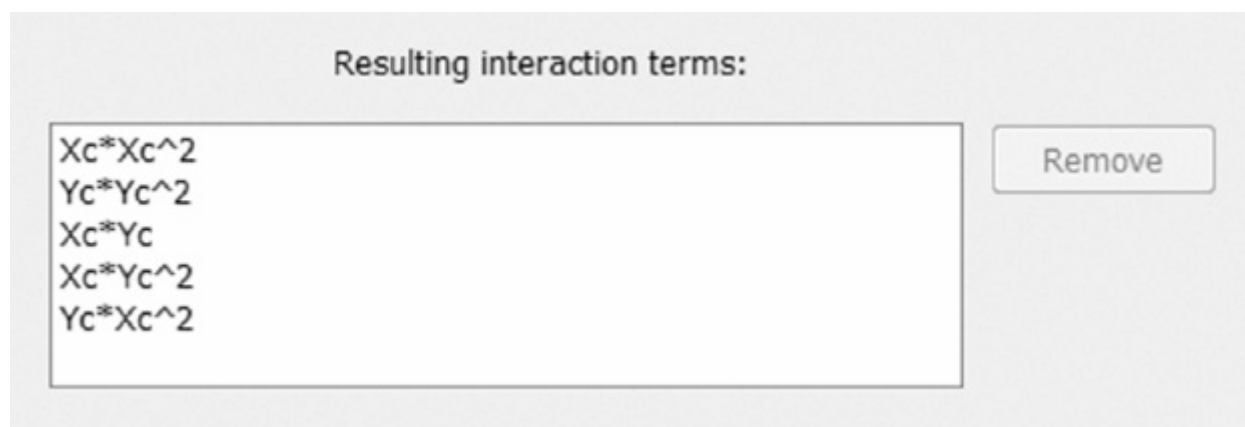 Resulting interaction terms:
Xc*Xc^2
Yc*Yc^2
Xc*Yc
Xc*Yc^2
Yc*Xc^2
Remove